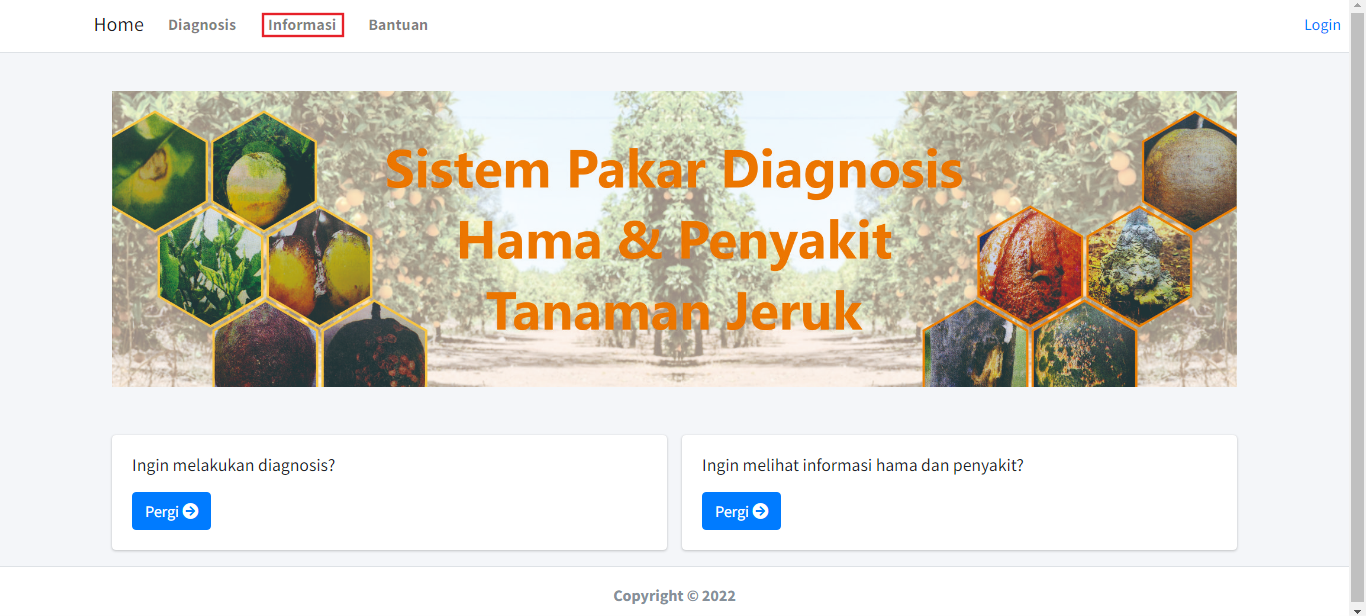 Home Diagnosis Informasi Bantuan Login
Sistem Pakar Diagnosis
Hama & Penyakit
Tanaman Jeruk
Ingin melakukan diagnosis?
Pergi
Ingin melihat informasi hama dan penyakit?
Pergi
Copyright © 2022